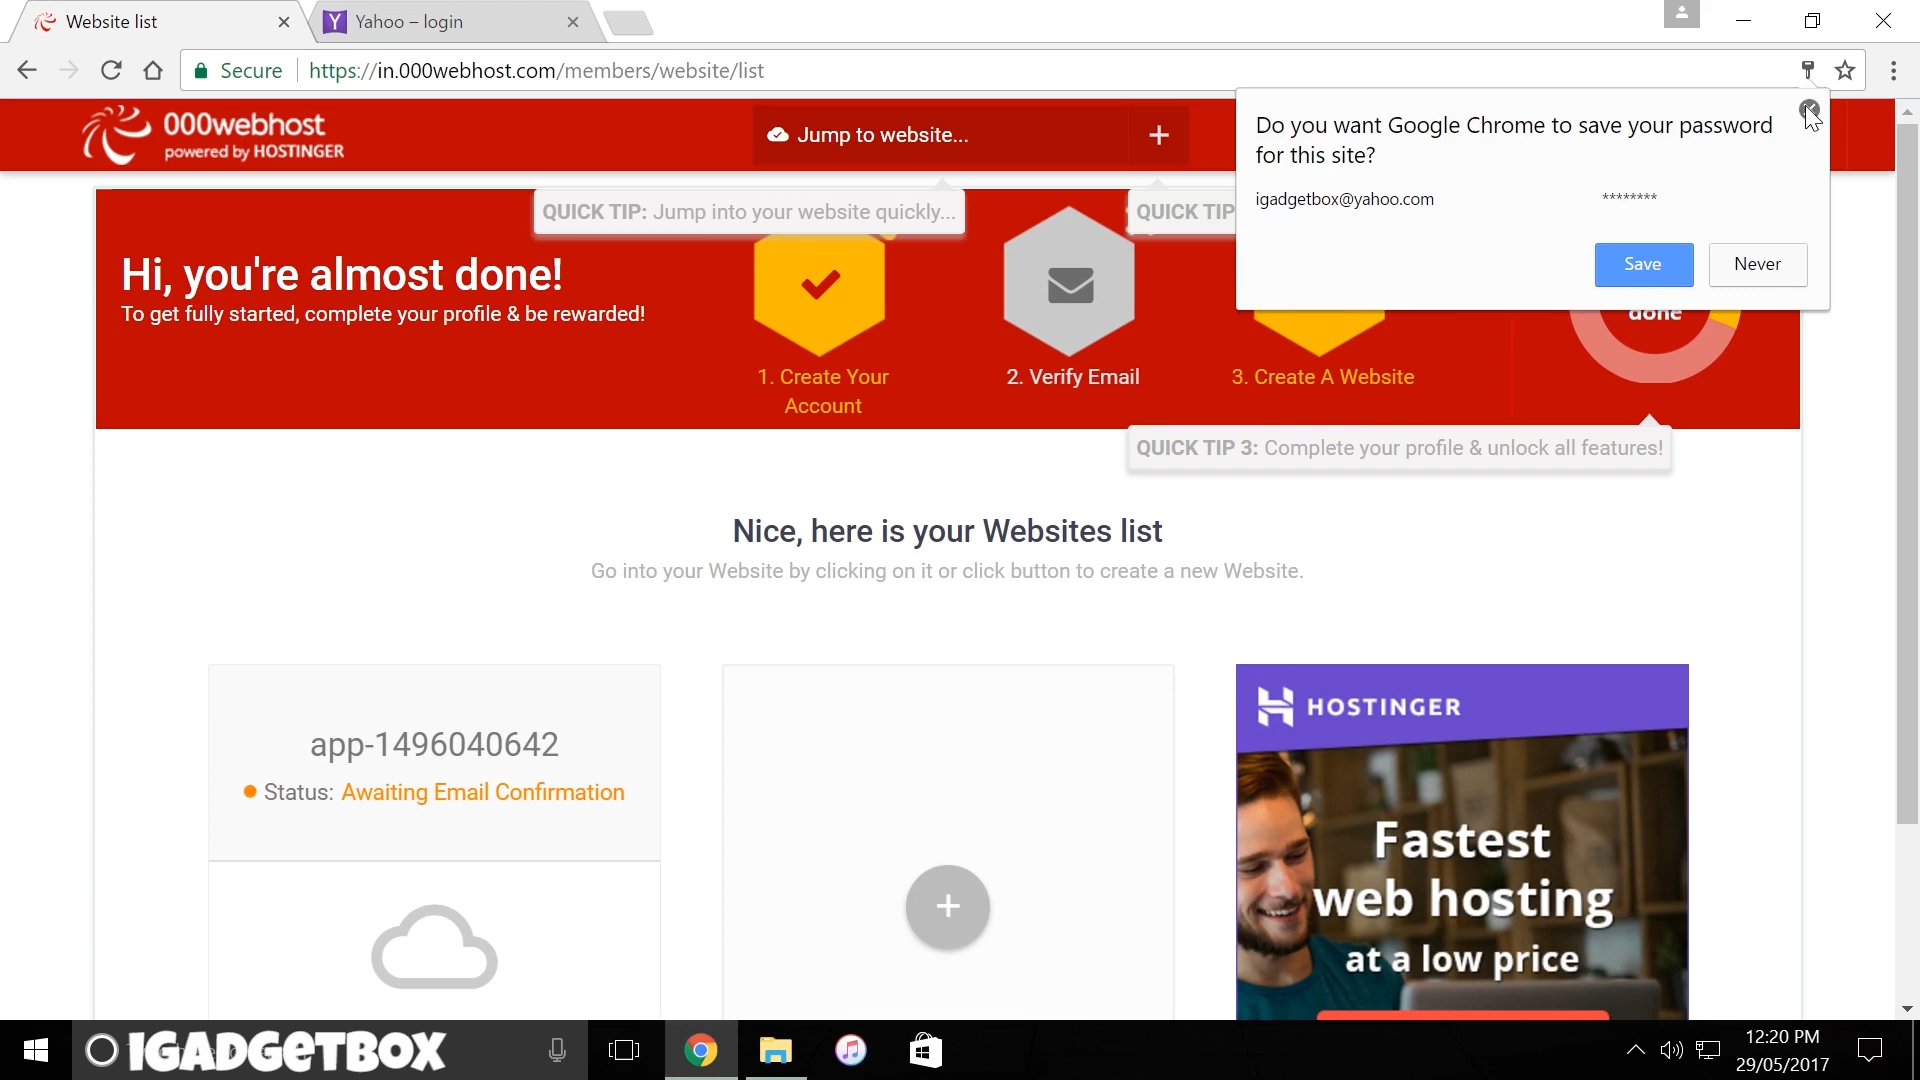 Website list
Yahoo – login
Secure
https://in.000webhost.com/members/website/list
000webhost
powered by HOSTINGER
Jump to website...
+
Do you want Google Chrome to save your password
for this site?
igadgetbox@yahoo.com ********
Save
Never
QUICK TIP: Jump into your website quickly...
QUICK TIP
Hi, you're almost done!
To get fully started, complete your profile & be rewarded!
done
1. Create Your
Account
2. Verify Email
3. Create A Website
QUICK TIP 3: Complete your profile & unlock all features!
Nice, here is your Websites list
Go into your Website by clicking on it or click button to create a new Website.
app-1496040642
Status: Awaiting Email Confirmation
+
HOSTINGER
Fastest
web hosting
at a low price
IGADGETBOX
12:20 PM
29/05/2017